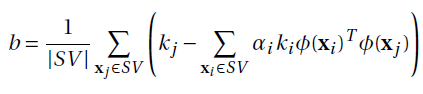 b = \frac{1}{|SV|} \sum_{\mathbf{x}_j \in SV} \left( k_j - \sum_{\mathbf{x}_i \in SV} \alpha_i k_i \phi(\mathbf{x}_i)^T \phi(\mathbf{x}_j) \right)